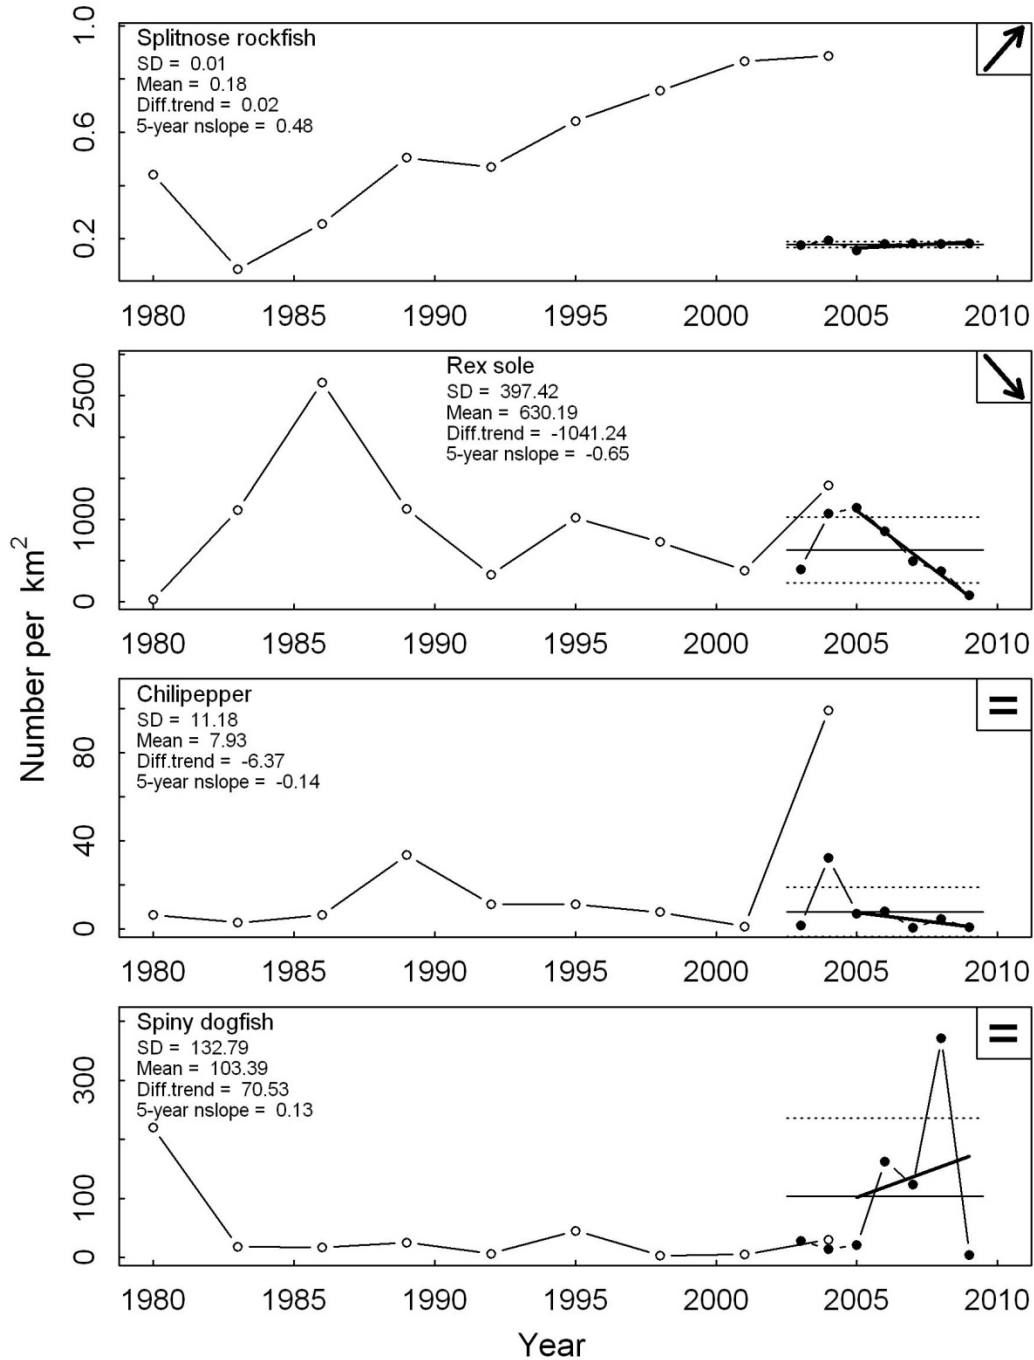 Number per km²
Splitnose rockfish
SD = 0.01
Mean = 0.18
Diff.trend = 0.02
5-year nslope = 0.48
1.0
0.6
0.2
1980 1985 1990 1995 2000 2005 2010
Rex sole
SD = 397.42
Mean = 630.19
Diff.trend = -1041.24
5-year nslope = -0.65
2500
1000
0
1980 1985 1990 1995 2000 2005 2010
Chilipepper
SD = 11.18
Mean = 7.93
Diff.trend = -6.37
5-year nslope = -0.14
=
80
40
0
1980 1985 1990 1995 2000 2005 2010
Spiny dogfish
SD = 132.79
Mean = 103.39
Diff.trend = 70.53
5-year nslope = 0.13
=
300
100
0
1980 1985 1990 1995 2000 2005 2010
Year